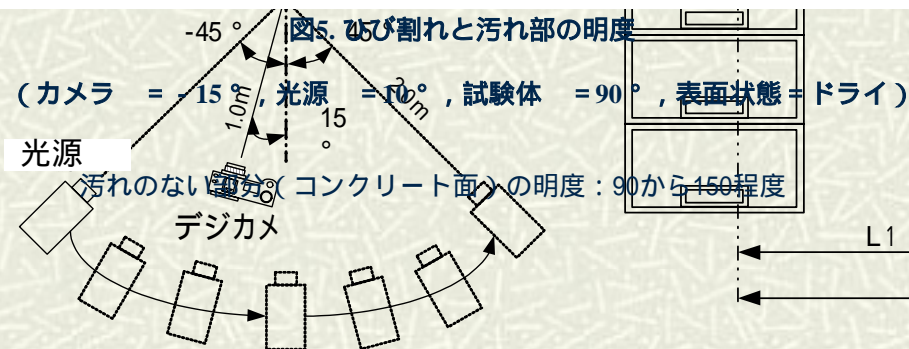 -45°
45°
図5. ひび割れと汚れ部の明度
(カメラ = - 15°, 光源 = 10°, 試験体 = 90°, 表面状態 = ドライ)
1.0m
2.0m
15°
光源
汚れのない部分(コンクリート面)の明度:90から150程度
デジカメ
L1